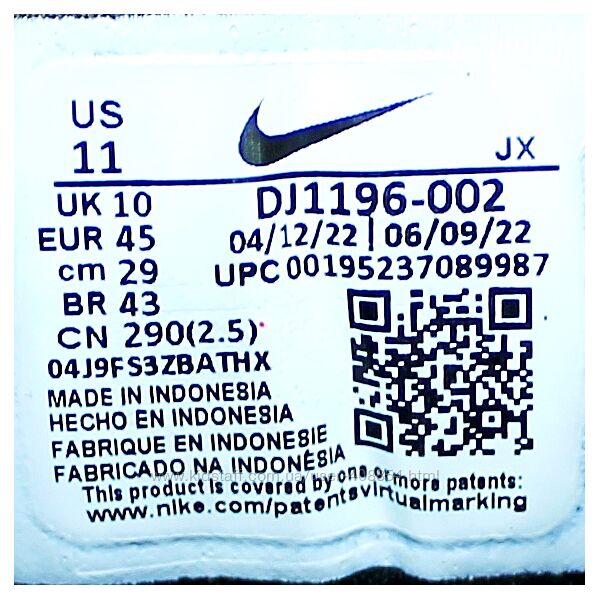 US
11
JX
UK 10
EUR 45
cm 29
BR 43
CN 290(2.5)
DJ1196-002
04/12/22 | 06/09/22
UPC 00195237089987
04J9FS3ZBATHX
MADE IN INDONESIA
HECHO EN INDONESIA
FABRIQUE EN INDONESIE
FABRICADO NA INDONÉSIA
This product is covered by one or more patents:
www.nike.com/patentsvirtualmarking